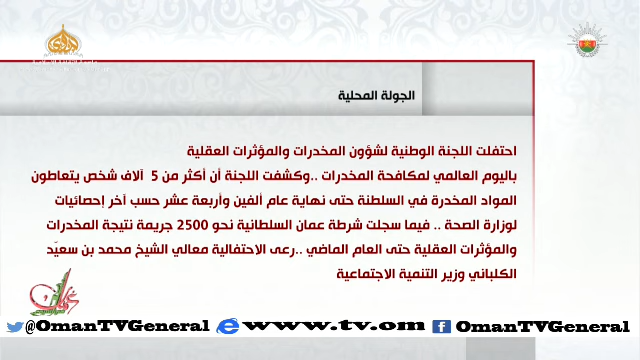 الجولة المحلية
احتفلت اللجنة الوطنية لشؤون المخدرات والمؤثرات العقلية
باليوم العالمي لمكافحة المخدرات ..وكشفت اللجنة أن أكثر من 5 آلاف شخص يتعاطون
المواد المخدرة في السلطنة حتى نهاية عام ألفين وأربعة عشر حسب آخر إحصائيات
لوزارة الصحة .. فيما سجلت شرطة عمان السلطانية نحو 2500 جريمة نتيجة المخدرات
والمؤثرات العقلية حتى العام الماضي ..رعى الاحتفالية معالي الشيخ محمد بن سعيّد
الكلباني وزير التنمية الاجتماعية
@OmanTVGeneral www.tv.om OmanTVGeneral